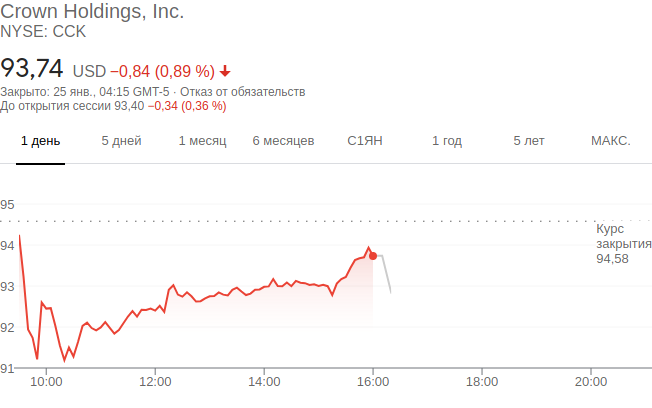 Crown Holdings, Inc.
NYSE: CCK
93,74 USD −0,84 (0,89 %)
Закрыто: 25 янв., 04:15 GMT-5 · Отказ от обязательств
До открытия сессии 93,40 −0,34 (0,36 %)
1 день 5 дней 1 месяц 6 месяцев С1ЯН 1 год 5 лет МАКС.
95
Курс
закрытия
94,58
94
93
92
91
10:00 12:00 14:00 16:00 18:00 20:00